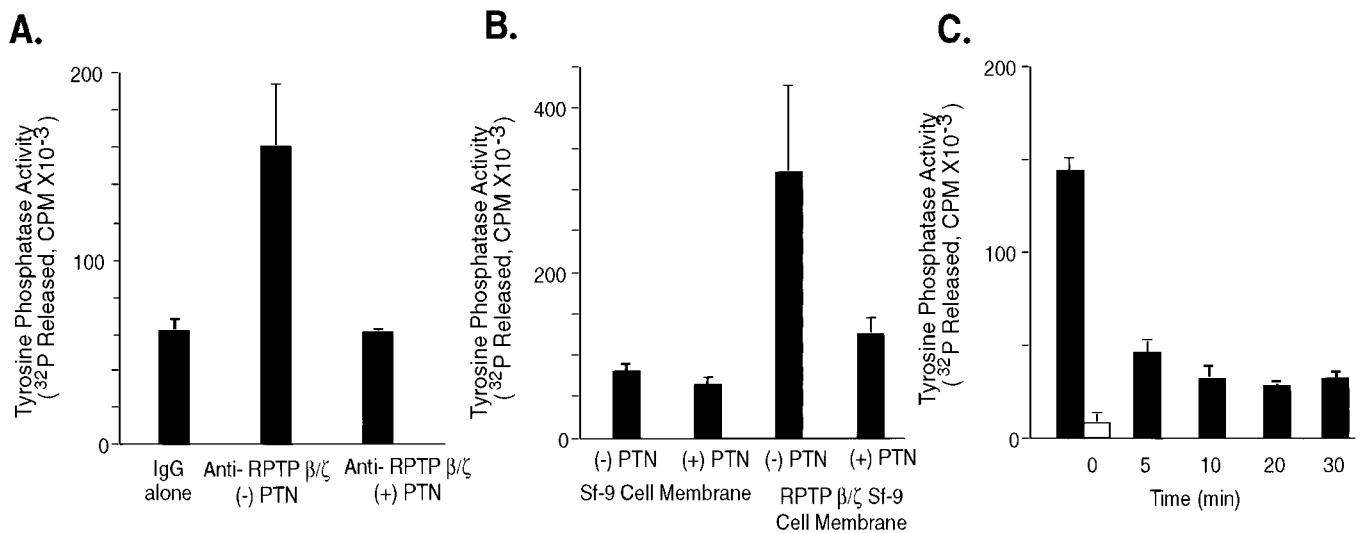 A.
Tyrosine Phosphatase Activity
(³²P Released, CPM X10⁻³)
200
100
0
IgG
alone
Anti- RPTP β/ζ
(-) PTN
Anti- RPTP β/ζ
(+) PTN
B.
Tyrosine Phosphatase Activity
(³²P Released, CPM X10⁻³)
400
200
0
(-) PTN
(+) PTN
(-) PTN
(+) PTN
Sf-9 Cell Membrane
RPTP β/ζ Sf-9
Cell Membrane
C.
Tyrosine Phosphatase Activity
(³²P Released, CPM X10⁻³)
200
100
0
0
5
10
20
30
Time (min)